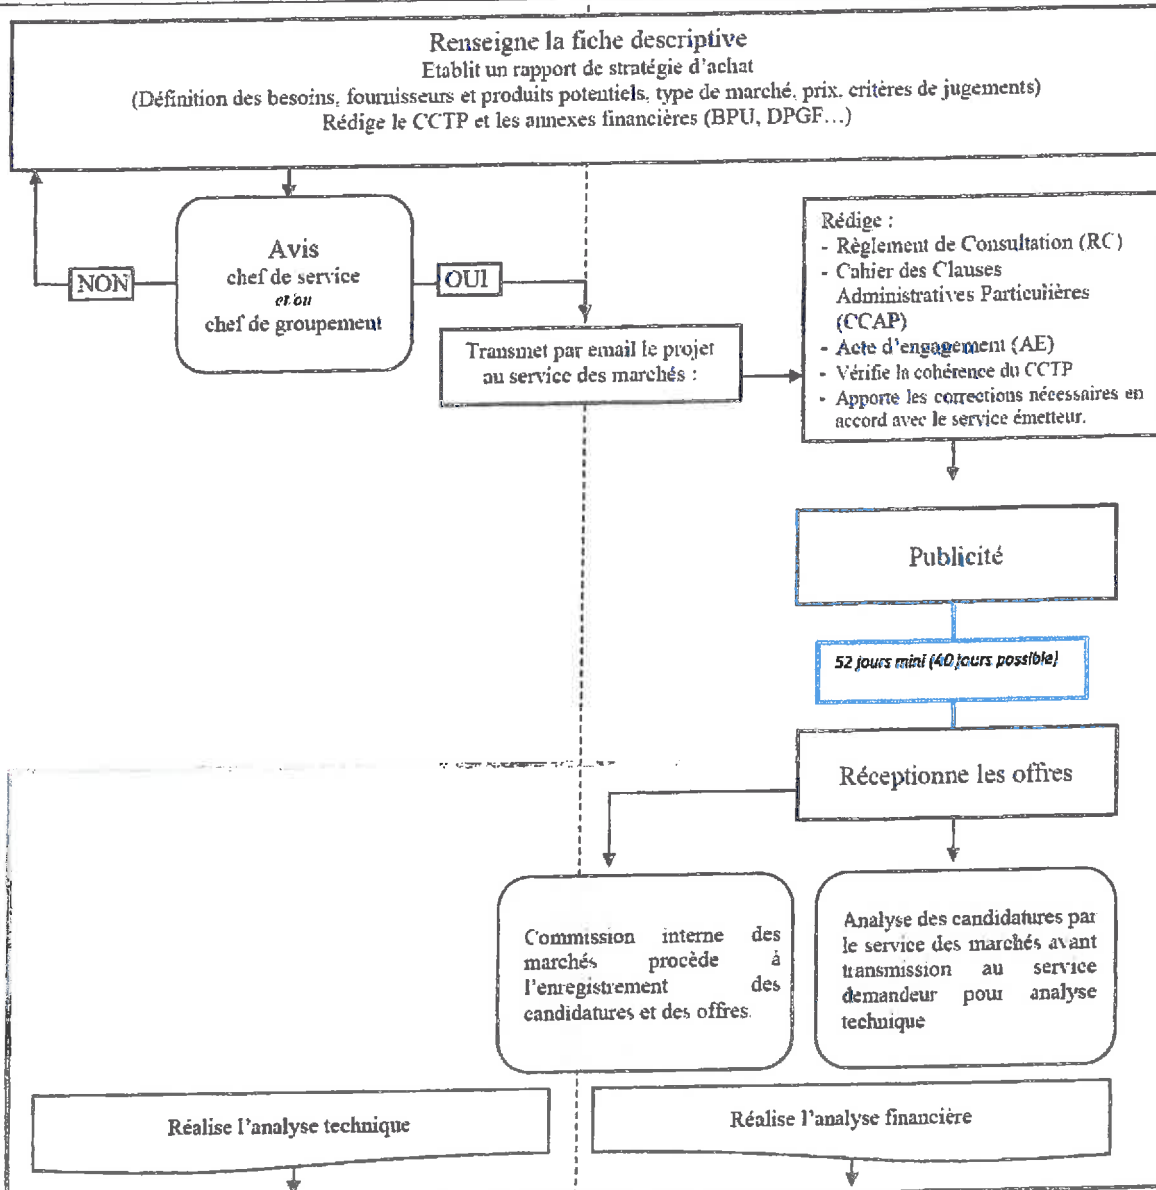 Renseigne la fiche descriptive
Etablit un rapport de stratégie d'achat
(Définition des besoins, fournisseurs et produits potentiels, type de marché, prix, critères de jugements)
Rédige le CCTP et les annexes financières (BPU, DPGF…)
Avis
chef de service
et/ou
chef de groupement
NON
OUI
Transmet par email le projet
au service des marchés :
Rédige :
- Règlement de Consultation (RC)
- Cahier des Clauses
Administratives Particulières
(CCAP)
- Acte d'engagement (AE)
- Vérifie la cohérence du CCTP
- Apporte les corrections nécessaires en
accord avec le service émetteur.
Publicité
52 jours mini (40 jours possible)
Réceptionne les offres
Commission interne des
marchés procède à
l'enregistrement des
candidatures et des offres.
Analyse des candidatures par
le service des marchés avant
transmission au service
demandeur pour analyse
technique
Réalise l'analyse technique
Réalise l'analyse financière